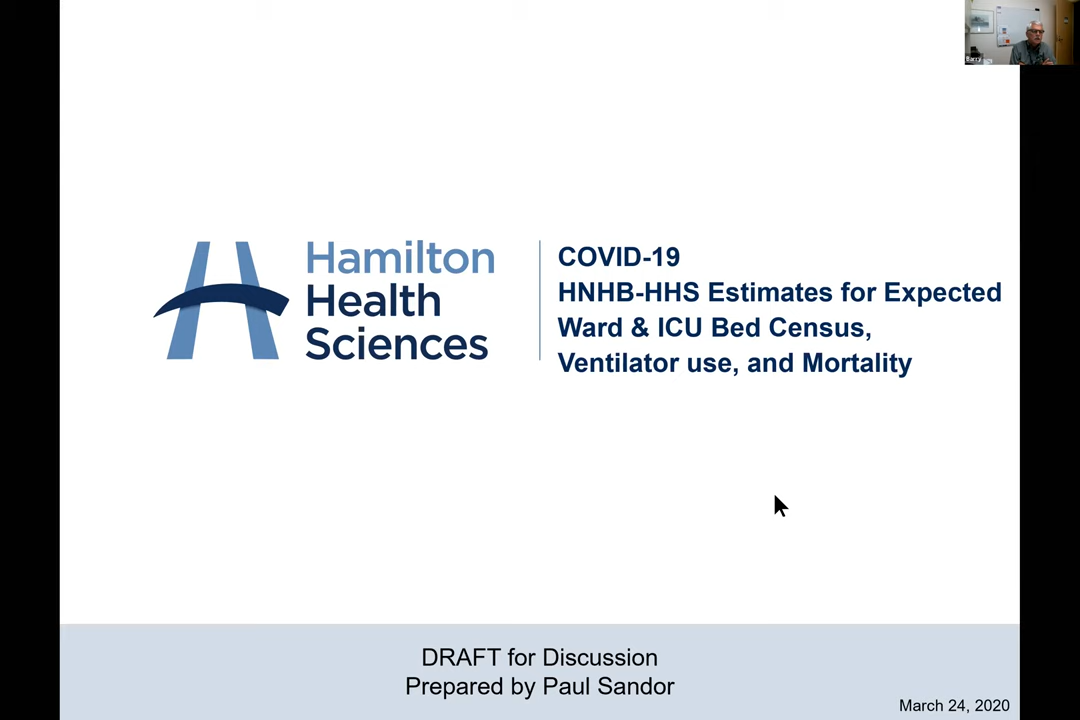 Barry
Hamilton
Health
Sciences
COVID-19
HNHB-HHS Estimates for Expected
Ward & ICU Bed Census,
Ventilator use, and Mortality
DRAFT for Discussion
Prepared by Paul Sandor
March 24, 2020